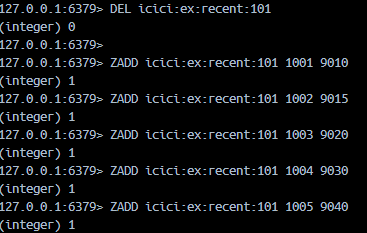 127.0.0.1:6379> DEL icici:ex:recent:101
(integer) 0
127.0.0.1:6379>
127.0.0.1:6379> ZADD icici:ex:recent:101 1001 9010
(integer) 1
127.0.0.1:6379> ZADD icici:ex:recent:101 1002 9015
(integer) 1
127.0.0.1:6379> ZADD icici:ex:recent:101 1003 9020
(integer) 1
127.0.0.1:6379> ZADD icici:ex:recent:101 1004 9030
(integer) 1
127.0.0.1:6379> ZADD icici:ex:recent:101 1005 9040
(integer) 1